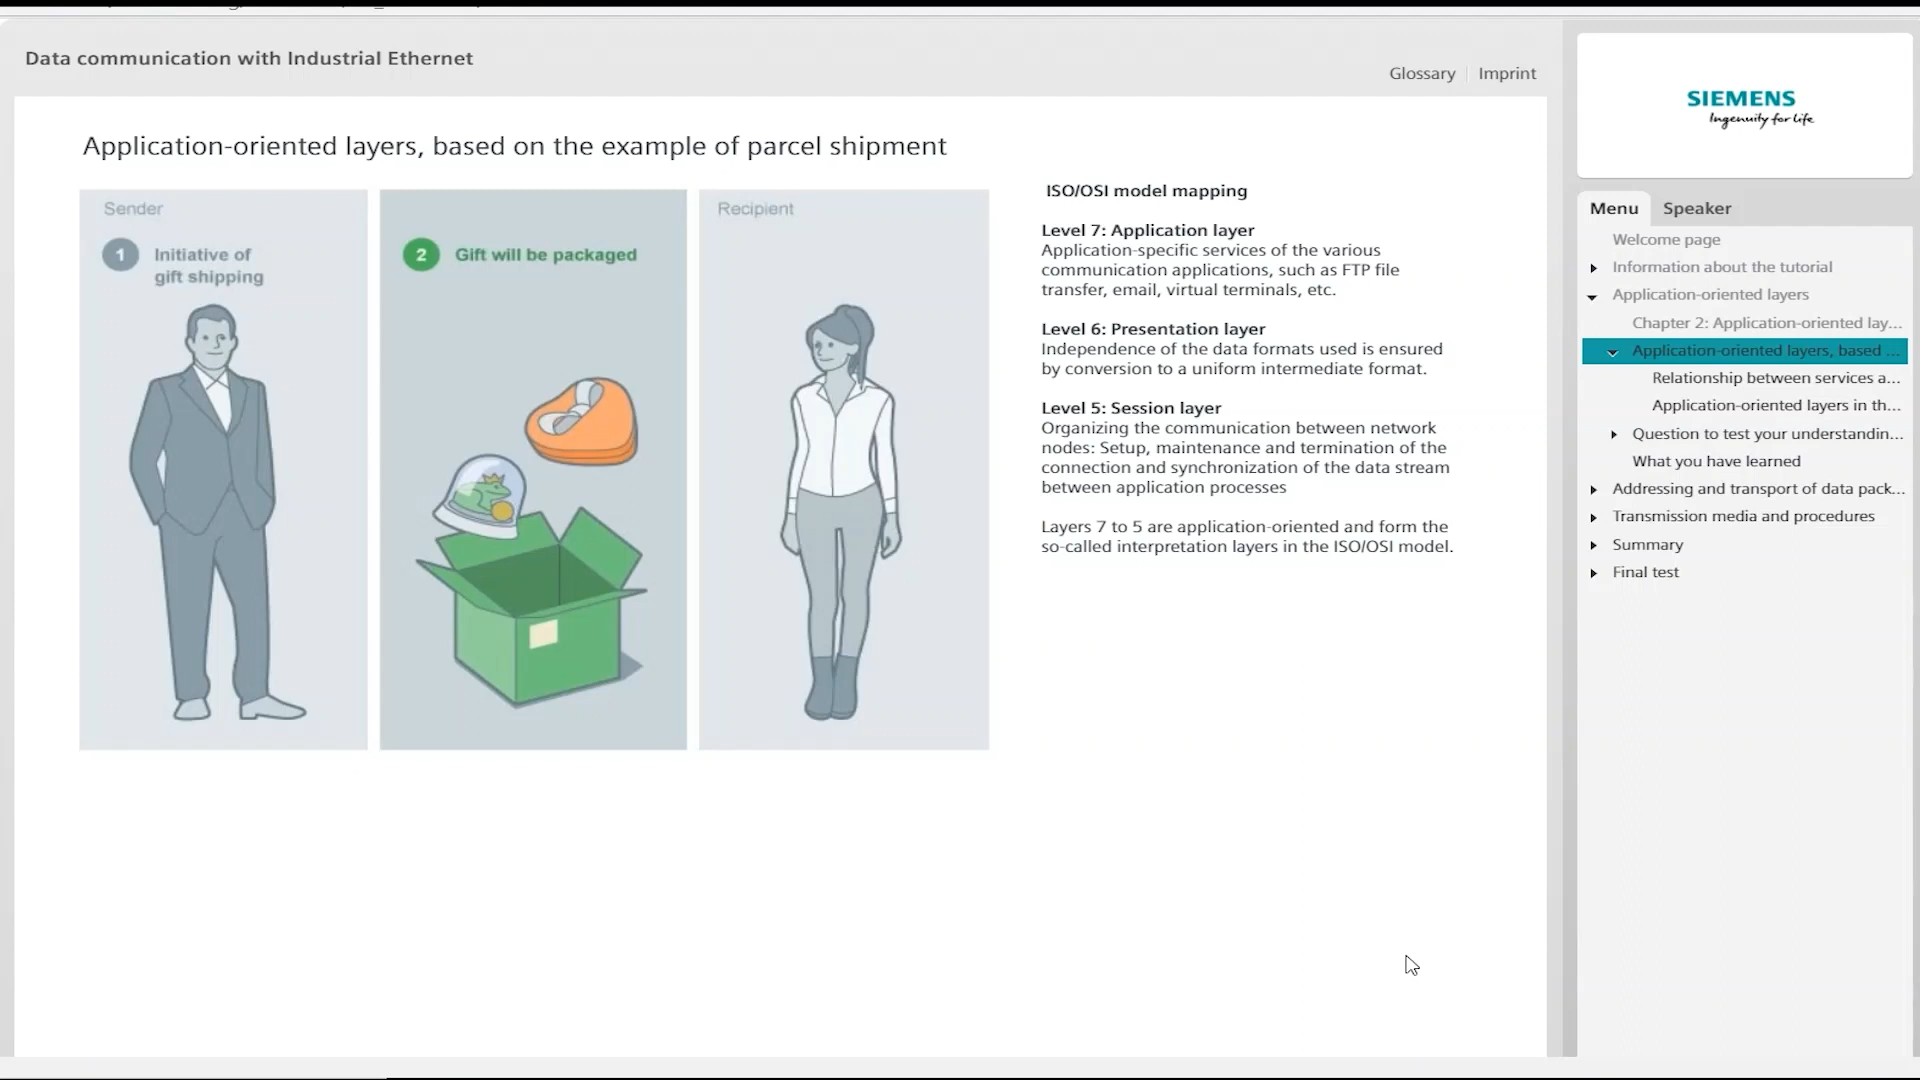 Data communication with Industrial Ethernet
Glossary | Imprint
Application-oriented layers, based on the example of parcel shipment
Sender
1 Initiative of
gift shipping
2 Gift will be packaged
Recipient
ISO/OSI model mapping
Level 7: Application layer
Application-specific services of the various
communication applications, such as FTP file
transfer, email, virtual terminals, etc.
Level 6: Presentation layer
Independence of the data formats used is ensured
by conversion to a uniform intermediate format.
Level 5: Session layer
Organizing the communication between network
nodes: Setup, maintenance and termination of the
connection and synchronization of the data stream
between application processes
Layers 7 to 5 are application-oriented and form the
so-called interpretation layers in the ISO/OSI model.
SIEMENS
Ingenuity for life
Menu Speaker
Welcome page
Information about the tutorial
Application-oriented layers
Chapter 2: Application-oriented lay...
Application-oriented layers, based ...
Relationship between services a...
Application-oriented layers in th...
Question to test your understandin...
What you have learned
Addressing and transport of data pack...
Transmission media and procedures
Summary
Final test